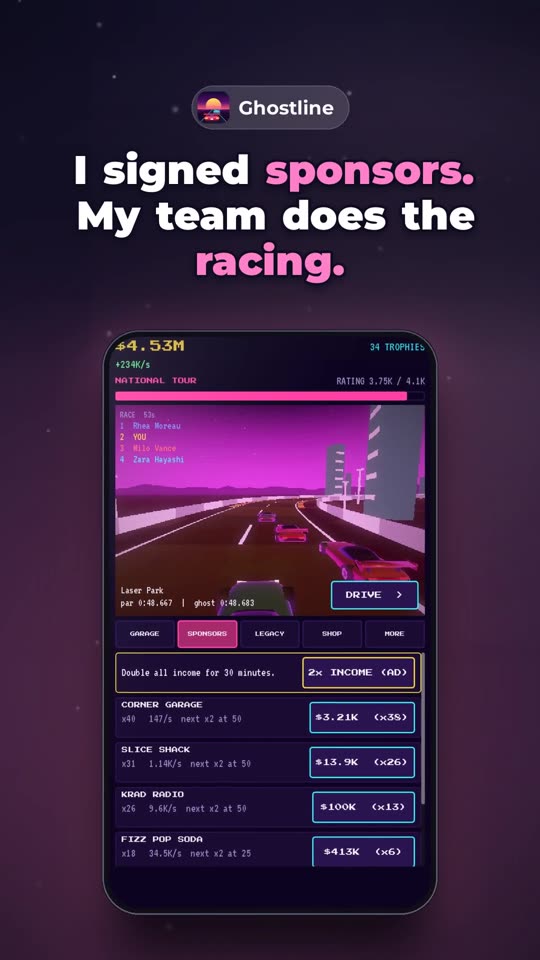 Ghostline
I signed sponsors.
My team does the
racing.
$4.53M
34 TROPHIES
+234K/s
NATIONAL TOUR
RATING 3.75K / 4.1K
RACE 53s
1 Rhea Moreau
2 YOU
3 Milo Vance
4 Zara Hayashi
Laser Park
par 0:48.667 | ghost 0:48.683
DRIVE >
GARAGE
SPONSORS
LEGACY
SHOP
MORE
Double all income for 30 minutes.
2x INCOME (AD)
CORNER GARAGE
x40 147/s next x2 at 50
$3.21K (x35)
SLICE SHACK
x31 1.14K/s next x2 at 50
$13.9K (x26)
KRAD RADIO
x26 9.6K/s next x2 at 50
$100K (x13)
FIZZ POP SODA
x18 34.5K/s next x2 at 25
$413K (x6)